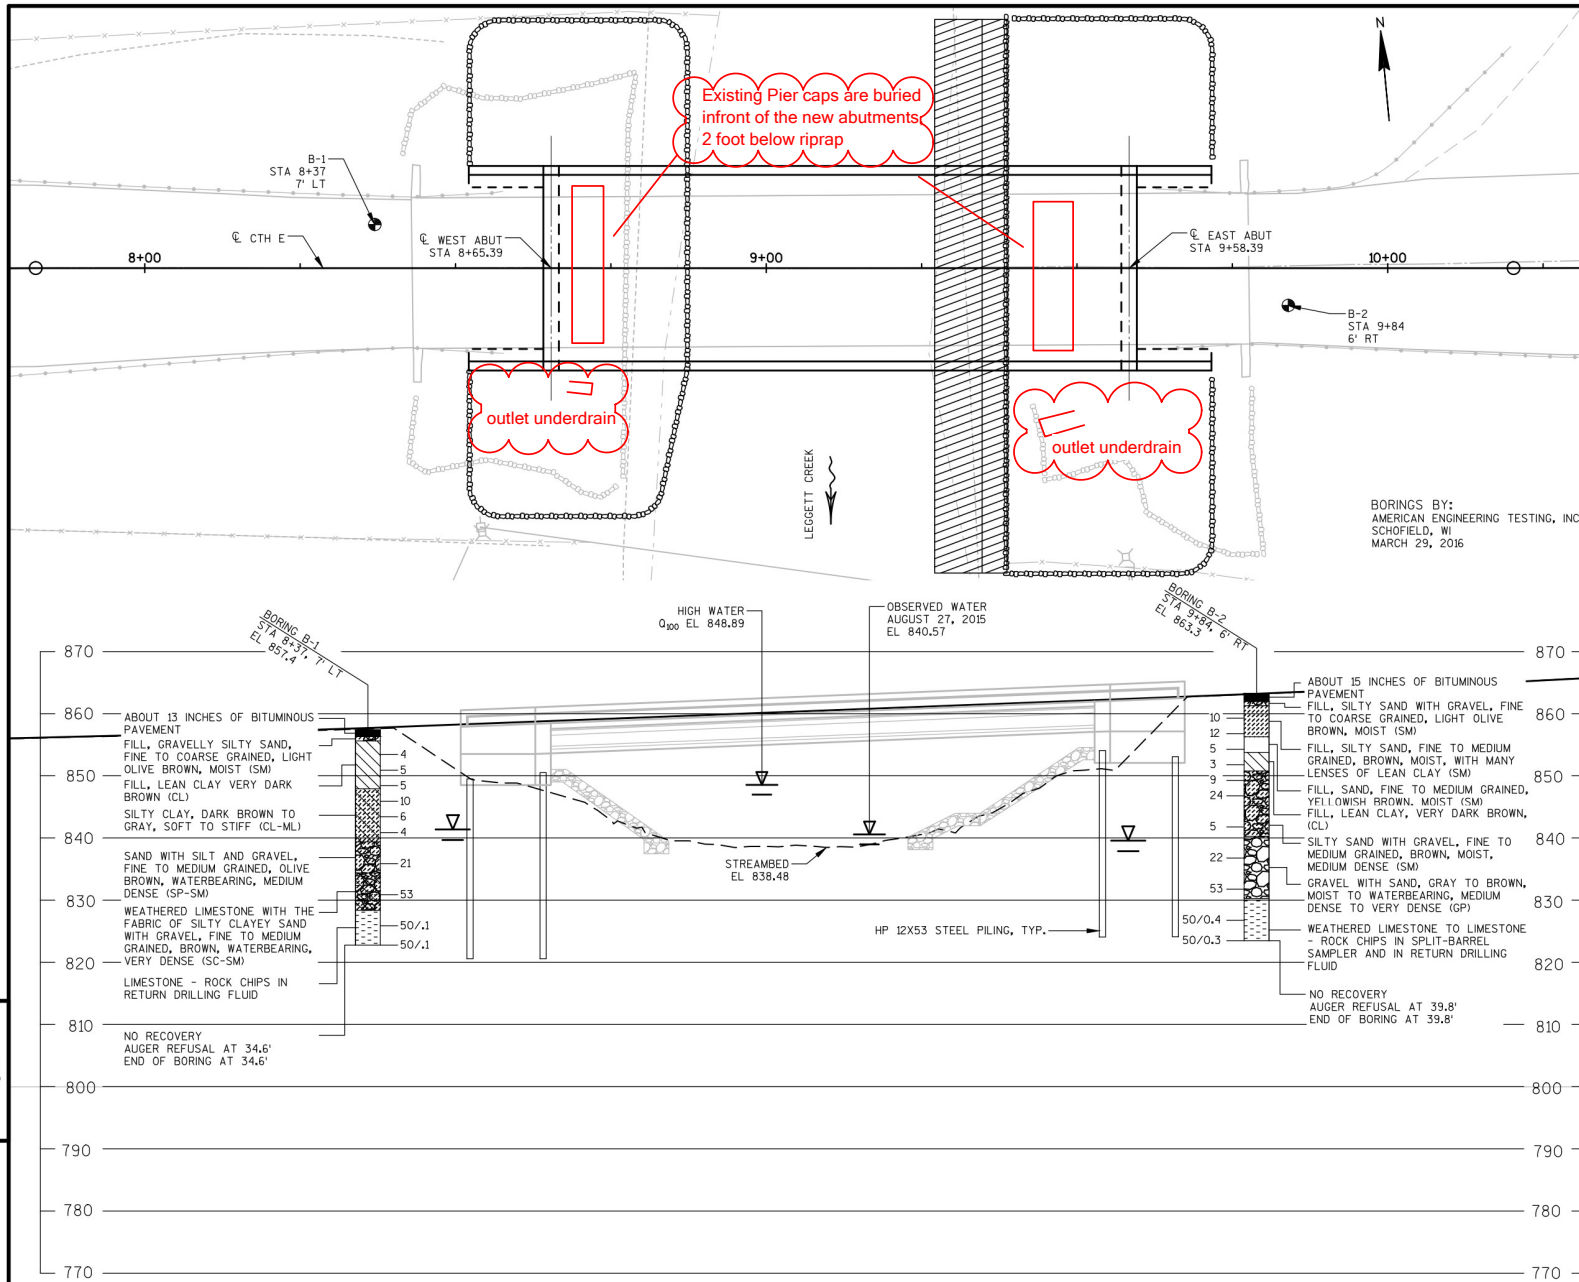 N
Existing Pier caps are buried
infront of the new abutments,
2 foot below riprap
B-1
STA 8+37
7' LT
℄ CTH E
8+00
℄ WEST ABUT
STA 8+65.39
9+00
℄ EAST ABUT
STA 9+58.39
10+00
B-2
STA 9+84
6' RT
outlet underdrain
outlet underdrain
LEGGETT CREEK
BORINGS BY:
AMERICAN ENGINEERING TESTING, INC
SCHOFIELD, WI
MARCH 29, 2016
BORING B-1
STA 8+37, 7' LT
EL 857.4
HIGH WATER
Q100 EL 848.89
OBSERVED WATER
AUGUST 27, 2015
EL 840.57
BORING B-2
STA 9+84, 6' RT
EL 863.3
870
860
850
840
830
820
810
800
790
780
770
ABOUT 13 INCHES OF BITUMINOUS
PAVEMENT
FILL, GRAVELLY SILTY SAND,
FINE TO COARSE GRAINED, LIGHT
OLIVE BROWN, MOIST (SM)
FILL, LEAN CLAY VERY DARK
BROWN (CL)
SILTY CLAY, DARK BROWN TO
GRAY, SOFT TO STIFF (CL-ML)
SAND WITH SILT AND GRAVEL,
FINE TO MEDIUM GRAINED, OLIVE
BROWN, WATERBEARING, MEDIUM
DENSE (SP-SM)
WEATHERED LIMESTONE WITH THE
FABRIC OF SILTY CLAYEY SAND
WITH GRAVEL, FINE TO MEDIUM
GRAINED, BROWN, WATERBEARING,
VERY DENSE (SC-SM)
LIMESTONE - ROCK CHIPS IN
RETURN DRILLING FLUID
NO RECOVERY
AUGER REFUSAL AT 34.6'
END OF BORING AT 34.6'
4
5
5
10
6
4
21
53
50/.1
50/.1
STREAMBED
EL 838.48
HP 12X53 STEEL PILING, TYP.
10
12
5
3
9
24
5
22
53
50/0.4
50/0.3
ABOUT 15 INCHES OF BITUMINOUS
PAVEMENT
FILL, SILTY SAND WITH GRAVEL, FINE
TO COARSE GRAINED, LIGHT OLIVE
BROWN, MOIST (SM)
FILL, SILTY SAND, FINE TO MEDIUM
GRAINED, BROWN, MOIST, WITH MANY
LENSES OF LEAN CLAY (SM)
FILL, SAND, FINE TO MEDIUM GRAINED,
YELLOWISH BROWN, MOIST (SM)
FILL, LEAN CLAY, VERY DARK BROWN,
(CL)
SILTY SAND WITH GRAVEL, FINE TO
MEDIUM GRAINED, BROWN, MOIST,
MEDIUM DENSE (SM)
GRAVEL WITH SAND, GRAY TO BROWN,
MOIST TO WATERBEARING, MEDIUM
DENSE TO VERY DENSE (GP)
WEATHERED LIMESTONE TO LIMESTONE
- ROCK CHIPS IN SPLIT-BARREL
SAMPLER AND IN RETURN DRILLING
FLUID
NO RECOVERY
AUGER REFUSAL AT 39.8'
END OF BORING AT 39.8'
870
860
850
840
830
820
810
800
790
780
770